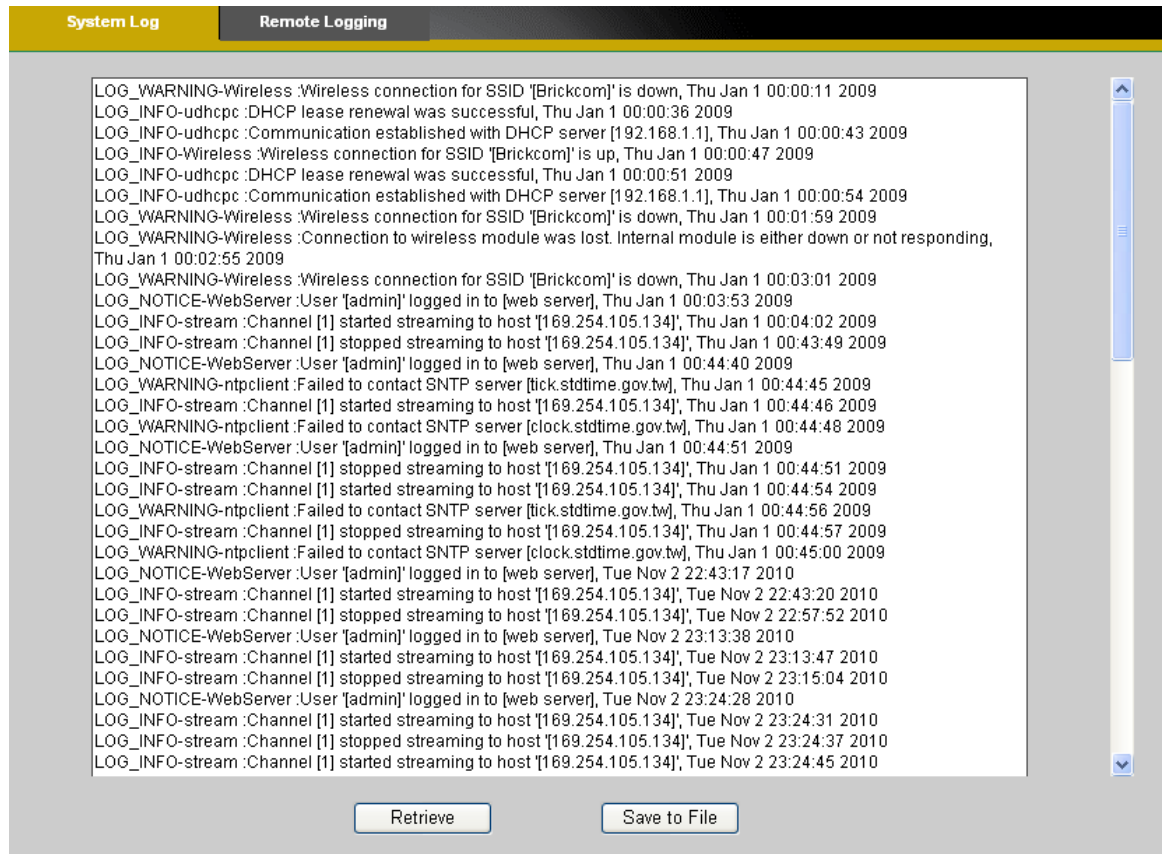 System Log
Remote Logging
LOG_WARNING-Wireless :Wireless connection for SSID '[Brickcom]' is down, Thu Jan 1 00:00:11 2009
LOG_INFO-udhcpc :DHCP lease renewal was successful, Thu Jan 1 00:00:36 2009
LOG_INFO-udhcpc :Communication established with DHCP server [192.168.1.1], Thu Jan 1 00:00:43 2009
LOG_INFO-Wireless :Wireless connection for SSID '[Brickcom]' is up, Thu Jan 1 00:00:47 2009
LOG_INFO-udhcpc :DHCP lease renewal was successful, Thu Jan 1 00:00:51 2009
LOG_INFO-udhcpc :Communication established with DHCP server [192.168.1.1], Thu Jan 1 00:00:54 2009
LOG_WARNING-Wireless :Wireless connection for SSID '[Brickcom]' is down, Thu Jan 1 00:01:59 2009
LOG_WARNING-Wireless :Connection to wireless module was lost. Internal module is either down or not responding,
Thu Jan 1 00:02:55 2009
LOG_WARNING-Wireless :Wireless connection for SSID '[Brickcom]' is down, Thu Jan 1 00:03:01 2009
LOG_NOTICE-WebServer :User '[admin]' logged in to [web server], Thu Jan 1 00:03:53 2009
LOG_INFO-stream :Channel [1] started streaming to host '[169.254.105.134]', Thu Jan 1 00:04:02 2009
LOG_INFO-stream :Channel [1] stopped streaming to host '[169.254.105.134]', Thu Jan 1 00:43:49 2009
LOG_NOTICE-WebServer :User '[admin]' logged in to [web server], Thu Jan 1 00:44:40 2009
LOG_WARNING-ntpclient :Failed to contact SNTP server [tick.stdtime.gov.tw], Thu Jan 1 00:44:45 2009
LOG_INFO-stream :Channel [1] started streaming to host '[169.254.105.134]', Thu Jan 1 00:44:46 2009
LOG_WARNING-ntpclient :Failed to contact SNTP server [clock.stdtime.gov.tw], Thu Jan 1 00:44:48 2009
LOG_NOTICE-WebServer :User '[admin]' logged in to [web server], Thu Jan 1 00:44:51 2009
LOG_INFO-stream :Channel [1] stopped streaming to host '[169.254.105.134]', Thu Jan 1 00:44:51 2009
LOG_INFO-stream :Channel [1] started streaming to host '[169.254.105.134]', Thu Jan 1 00:44:54 2009
LOG_WARNING-ntpclient :Failed to contact SNTP server [tick.stdtime.gov.tw], Thu Jan 1 00:44:56 2009
LOG_INFO-stream :Channel [1] stopped streaming to host '[169.254.105.134]', Thu Jan 1 00:44:57 2009
LOG_WARNING-ntpclient :Failed to contact SNTP server [clock.stdtime.gov.tw], Thu Jan 1 00:45:00 2009
LOG_NOTICE-WebServer :User '[admin]' logged in to [web server], Tue Nov 2 22:43:17 2010
LOG_INFO-stream :Channel [1] started streaming to host '[169.254.105.134]', Tue Nov 2 22:43:20 2010
LOG_INFO-stream :Channel [1] stopped streaming to host '[169.254.105.134]', Tue Nov 2 22:57:52 2010
LOG_NOTICE-WebServer :User '[admin]' logged in to [web server], Tue Nov 2 23:13:38 2010
LOG_INFO-stream :Channel [1] started streaming to host '[169.254.105.134]', Tue Nov 2 23:13:47 2010
LOG_INFO-stream :Channel [1] stopped streaming to host '[169.254.105.134]', Tue Nov 2 23:15:04 2010
LOG_NOTICE-WebServer :User '[admin]' logged in to [web server], Tue Nov 2 23:24:28 2010
LOG_INFO-stream :Channel [1] started streaming to host '[169.254.105.134]', Tue Nov 2 23:24:31 2010
LOG_INFO-stream :Channel [1] stopped streaming to host '[169.254.105.134]', Tue Nov 2 23:24:37 2010
LOG_INFO-stream :Channel [1] started streaming to host '[169.254.105.134]', Tue Nov 2 23:24:45 2010
Retrieve
Save to File